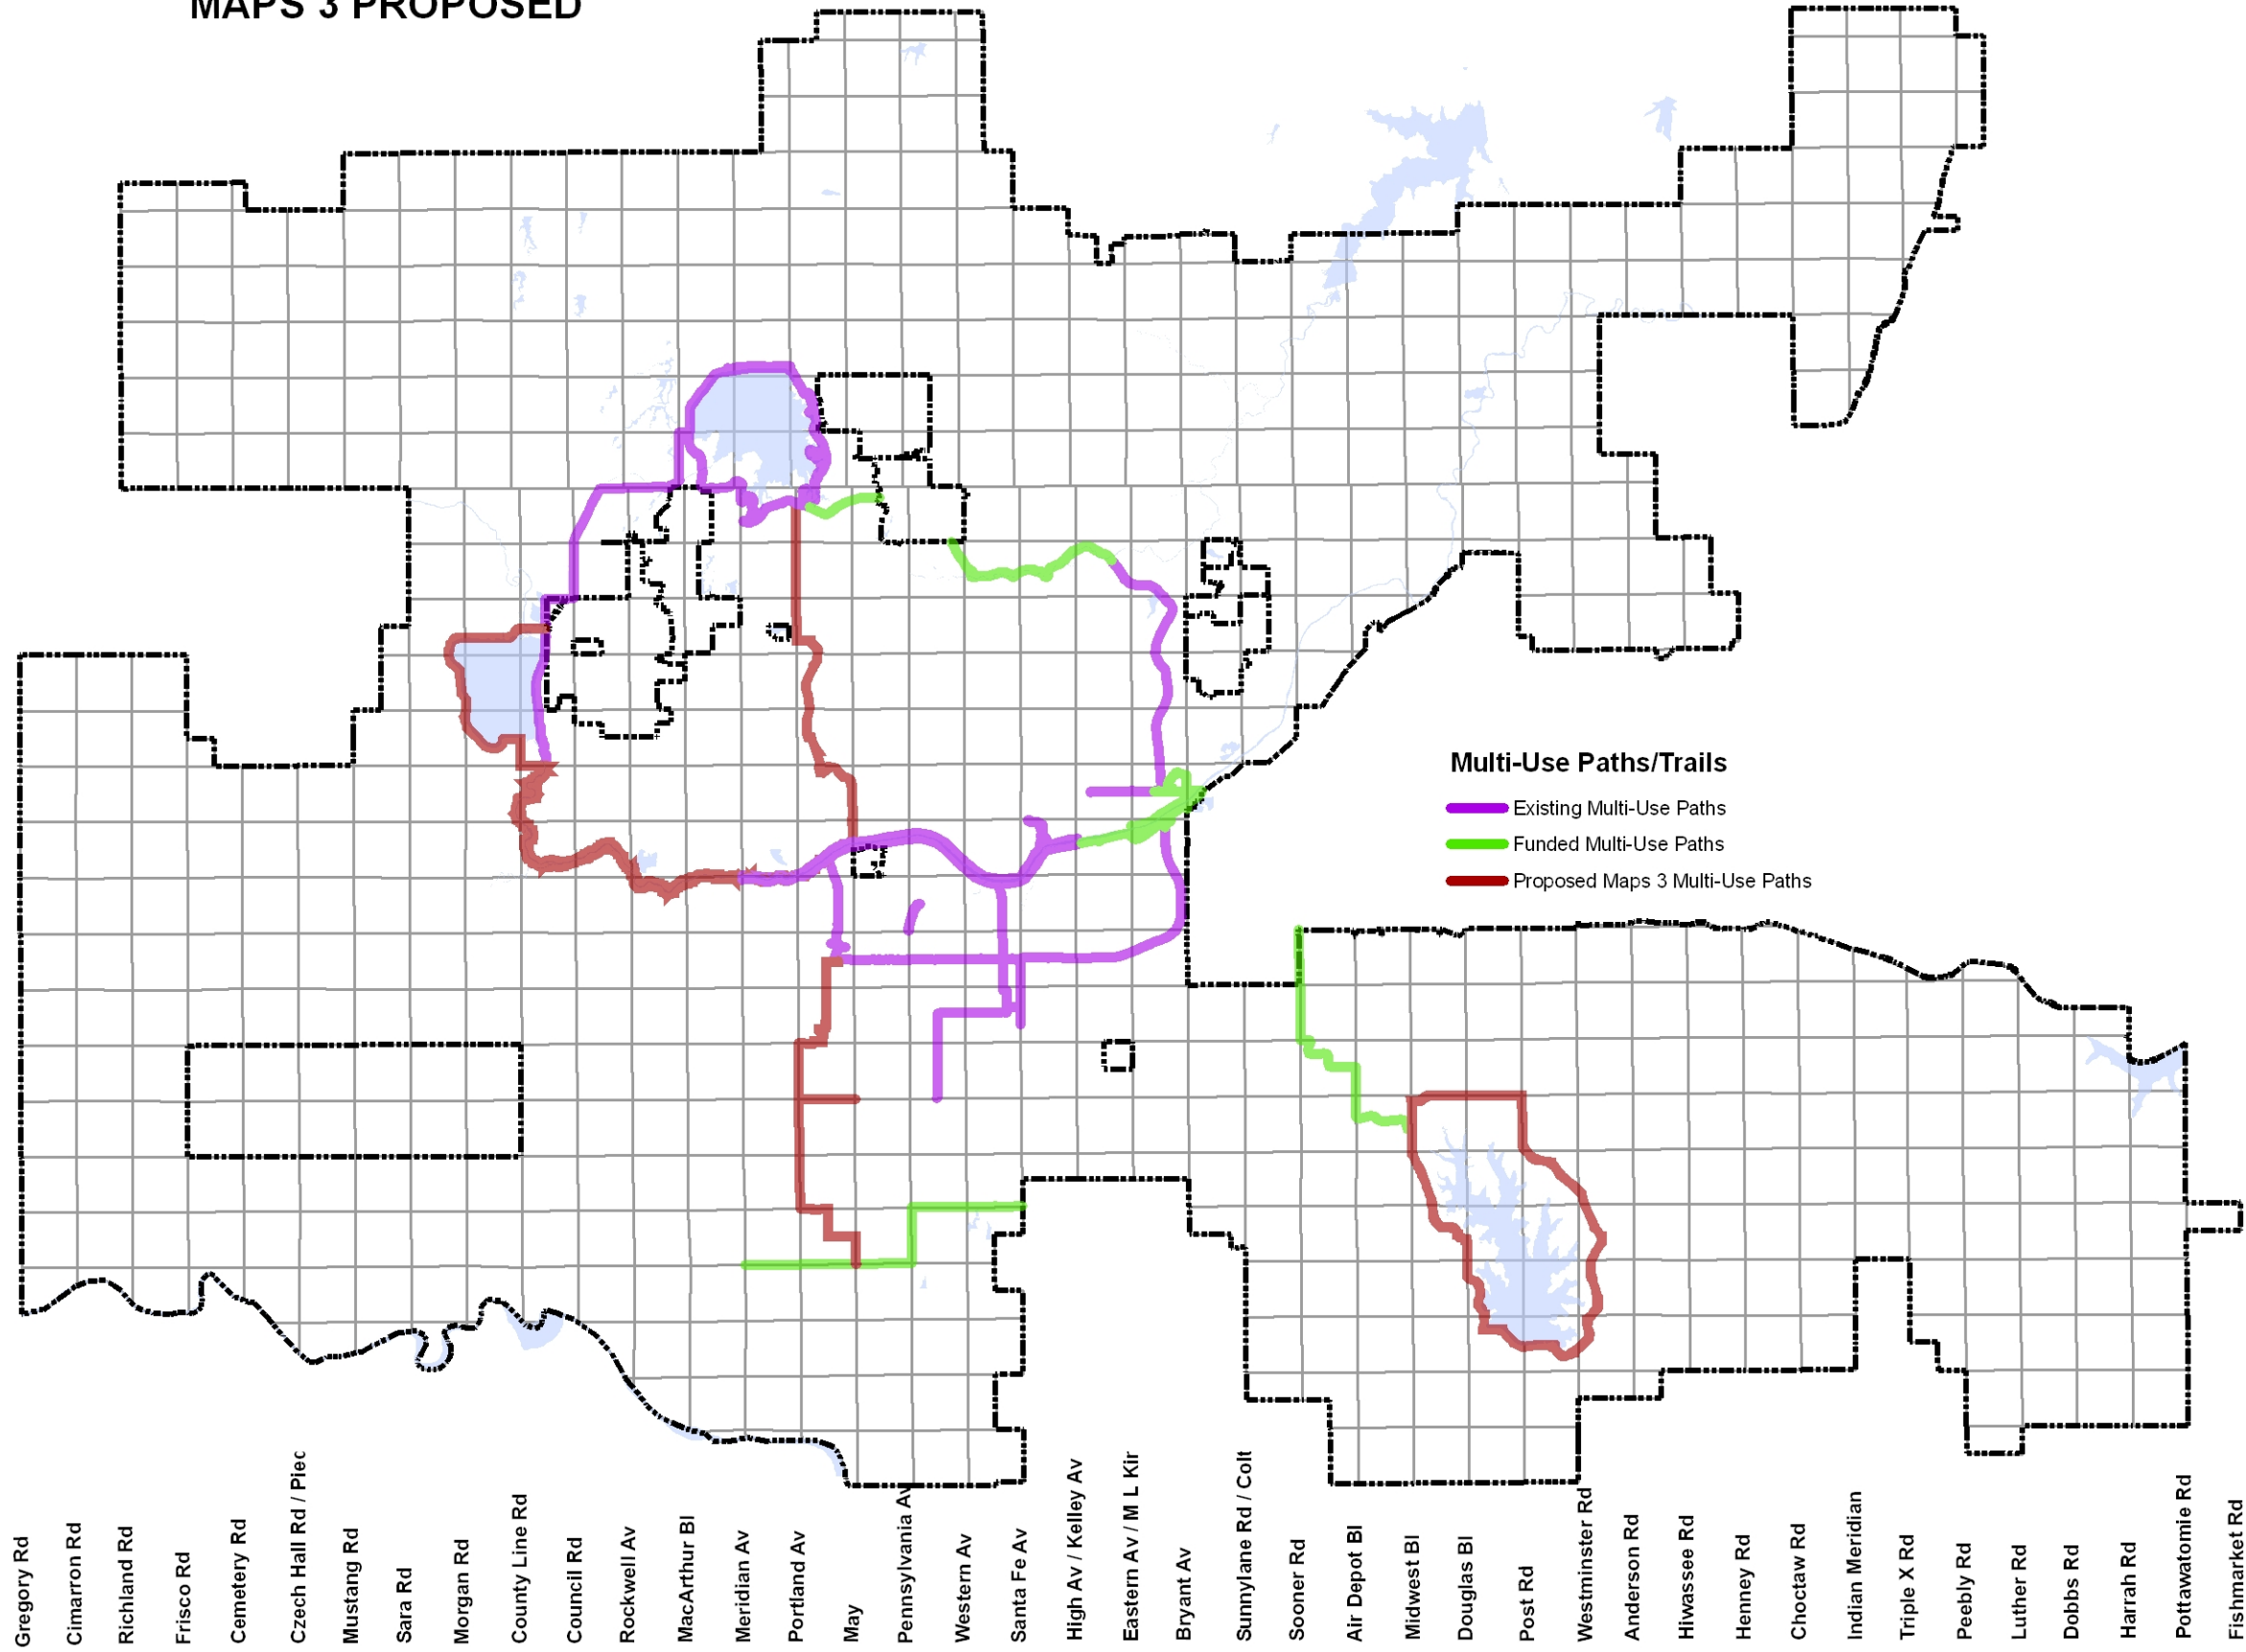 MAPS 3 PROPOSED
Multi-Use Paths/Trails
Existing Multi-Use Paths
Funded Multi-Use Paths
Proposed Maps 3 Multi-Use Paths
Gregory Rd
Cimarron Rd
Richland Rd
Frisco Rd
Cemetery Rd
Czech Hall Rd / Piec
Mustang Rd
Sara Rd
Morgan Rd
County Line Rd
Council Rd
Rockwell Av
MacArthur Bl
Meridian Av
Portland Av
May
Pennsylvania Av
Western Av
Santa Fe Av
High Av / Kelley Av
Eastern Av / M L Kir
Bryant Av
Sunnylane Rd / Colt
Sooner Rd
Air Depot Bl
Midwest Bl
Douglas Bl
Post Rd
Westminster Rd
Anderson Rd
Hiwassee Rd
Henney Rd
Choctaw Rd
Indian Meridian
Triple X Rd
Peebly Rd
Luther Rd
Dobbs Rd
Harrah Rd
Pottawatomie Rd
Fishmarket Rd